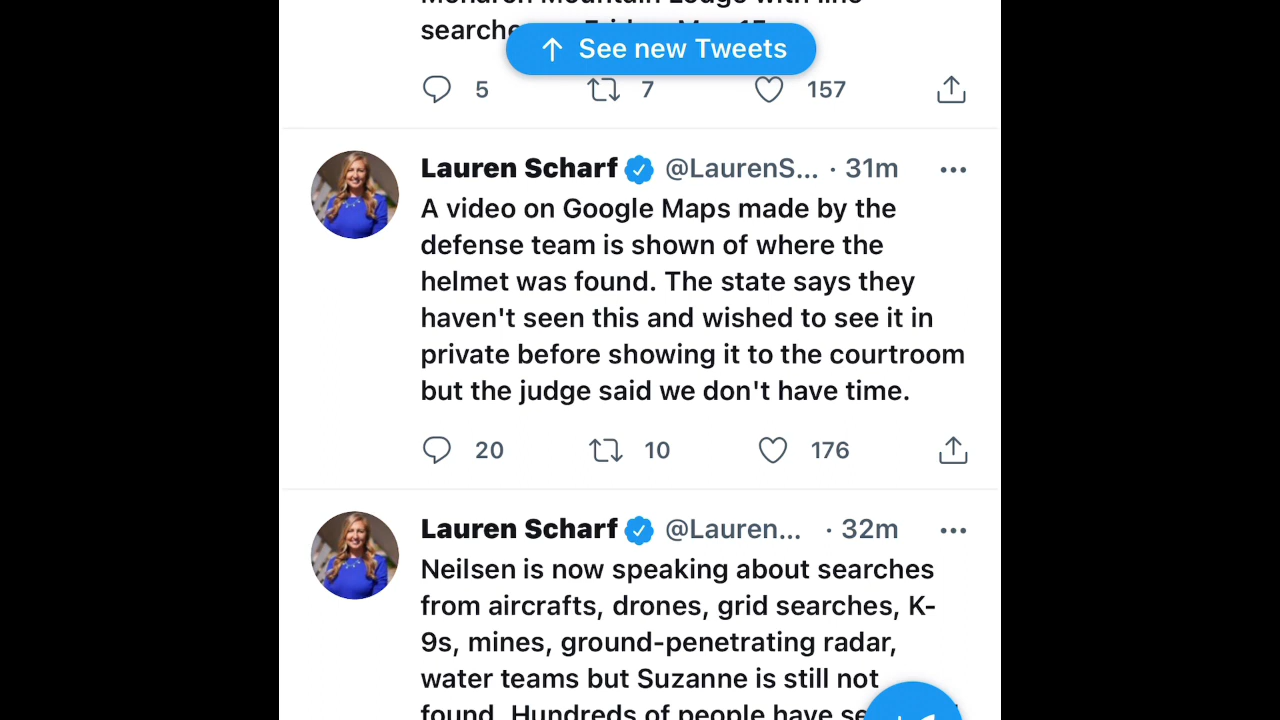 searche
See new Tweets
5 7 157
Lauren Scharf @LaurenS... · 31m
A video on Google Maps made by the
defense team is shown of where the
helmet was found. The state says they
haven't seen this and wished to see it in
private before showing it to the courtroom
but the judge said we don't have time.
20 10 176
Lauren Scharf @Lauren... · 32m
Neilsen is now speaking about searches
from aircrafts, drones, grid searches, K-
9s, mines, ground-penetrating radar,
water teams but Suzanne is still not
found. Hundreds of people have se